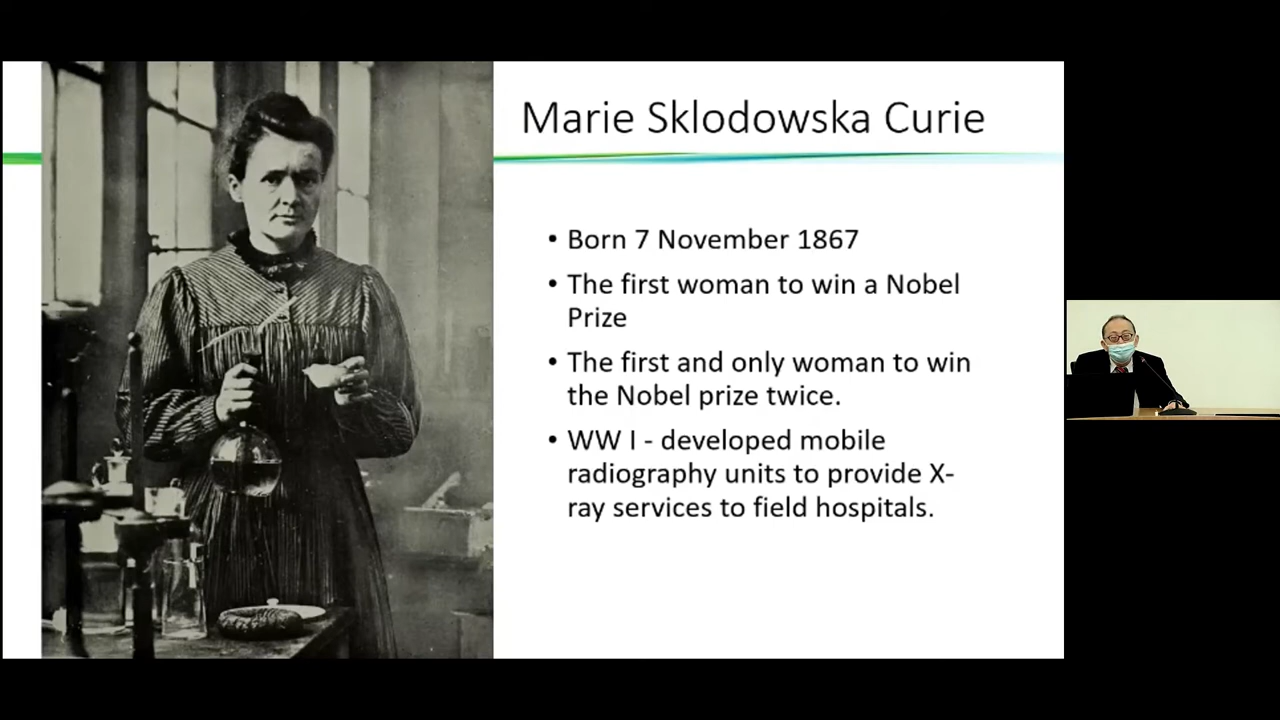 Marie Sklodowska Curie
• Born 7 November 1867
• The first woman to win a Nobel
Prize
• The first and only woman to win
the Nobel prize twice.
• WW I - developed mobile
radiography units to provide X-
ray services to field hospitals.